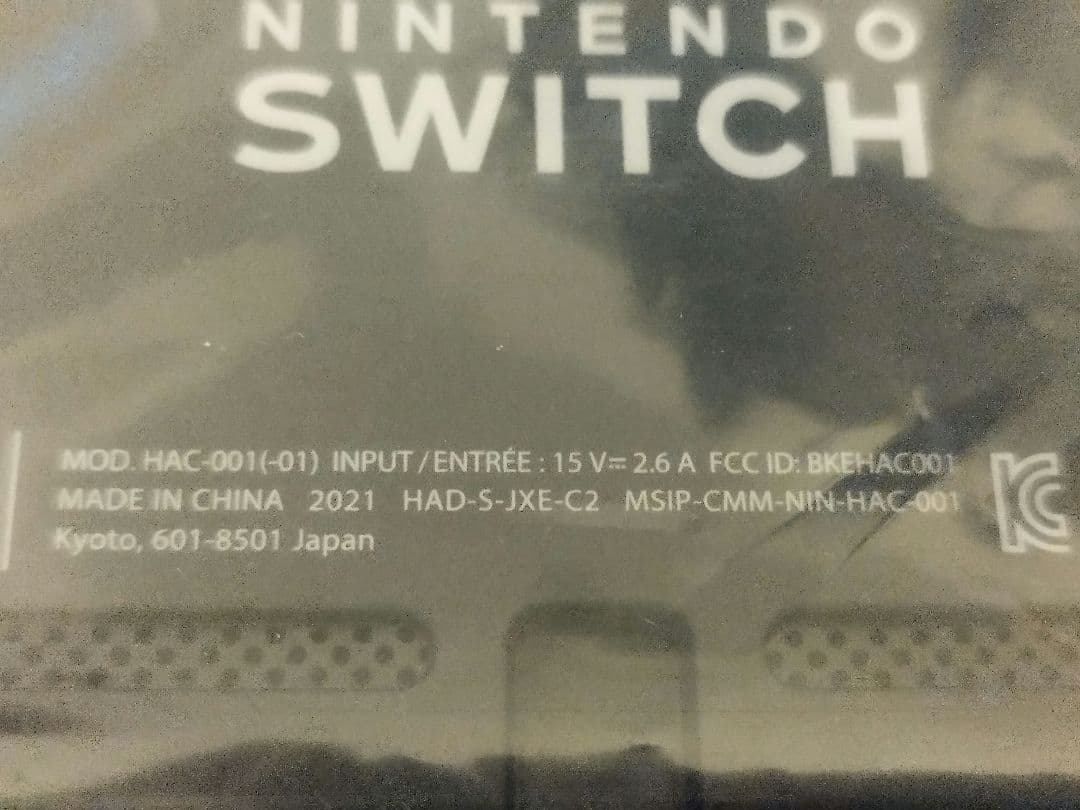 NINTENDO
SWITCH
MOD. HAC-001(-01) INPUT / ENTRÉE : 15 V⎓ 2.6 A FCC ID: BKEHAC001
MADE IN CHINA 2021 HAD-S-JXE-C2 MSIP-CMM-NIN-HAC-001
Kyoto, 601-8501 Japan